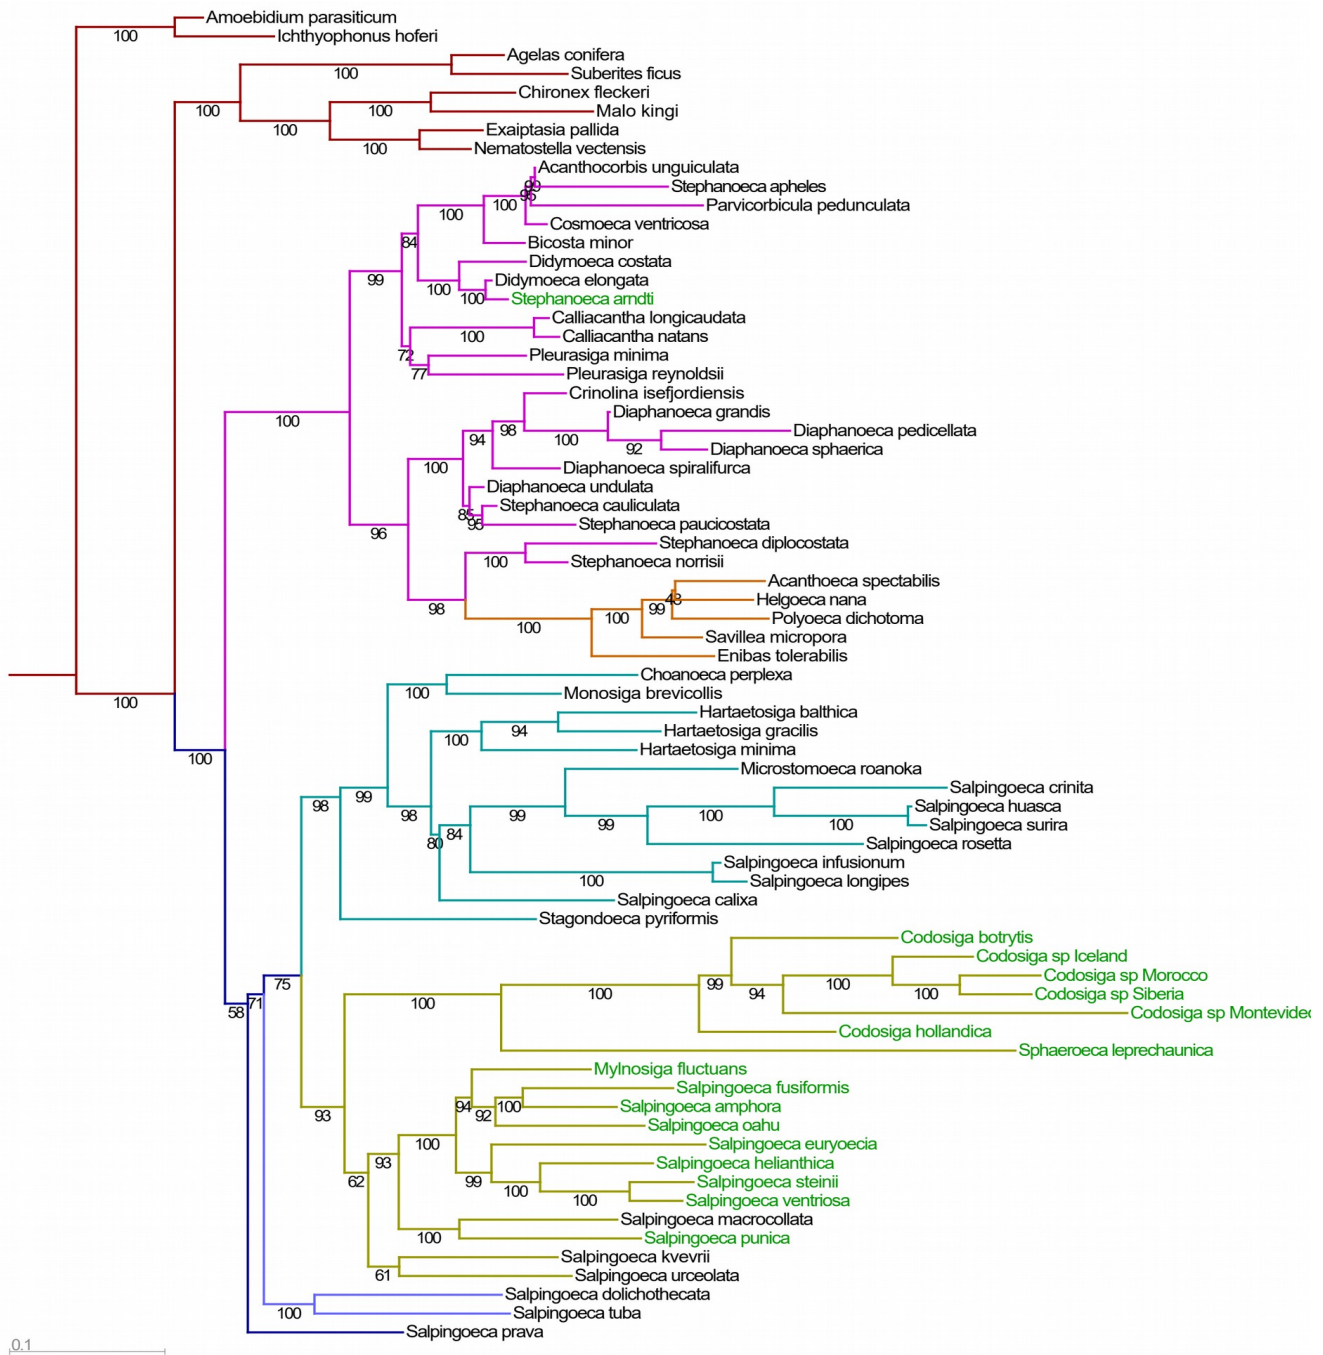 Amoebidium parasiticum
100
Ichthyophonus hoferi
Agelas conifera
100
Suberites ficus
Chironex fleckeri
100
100
Malo kingi
100
Exaiptasia pallida
100
Nematostella vectensis
Acanthocorbis unguiculata
99
Stephanoeca apheles
95
100
Parvicorbicula pedunculata
100
Cosmoeca ventricosa
84
Bicosta minor
Didymoeca costata
99
Didymoeca elongata
100
100
Stephanoeca arndti
Calliacantha longicaudata
100
Calliacantha natans
72
Pleurasiga minima
77
Pleurasiga reynoldsii
Crinolina isefjordiensis
100
Diaphanoeca grandis
98
Diaphanoeca pedicellata
94
100
92
Diaphanoeca sphaerica
100
Diaphanoeca spiralifurca
Diaphanoeca undulata
Stephanoeca cauliculata
85
95
Stephanoeca paucicostata
96
Stephanoeca diplocostata
100
Stephanoeca norrisii
Acanthoeca spectabilis
48
Helgoeca nana
98
99
100
Polyoeca dichotoma
100
Savillea micropora
Enibas tolerabilis
Choanoeca perplexa
100
Monosiga brevicollis
100
Hartaetosiga balthica
94
Hartaetosiga gracilis
100
Hartaetosiga minima
100
Microstomoeca roanoka
Salpingoeca crinita
99
98
Salpingoeca huasca
98
99
100
99
100
Salpingoeca surira
84
80
Salpingoeca rosetta
Salpingoeca infusionum
100
Salpingoeca longipes
Salpingoeca calixa
Stagondoeca pyriformis
Codosiga botrytis
Codosiga sp Iceland
Codosiga sp Morocco
75
99
100
100
100
94
100
Codosiga sp Siberia
71
58
Codosiga sp Montevideo
Codosiga hollandica
Sphaeroeca leprechaunica
Mylnosiga fluctuans
Salpingoeca fusiformis
94
100
Salpingoeca amphora
93
92
Salpingoeca oahu
100
Salpingoeca euryoecia
93
Salpingoeca helianthica
62
99
Salpingoeca steinii
100
100
Salpingoeca ventriosa
Salpingoeca macrocollata
100
Salpingoeca punica
Salpingoeca kvevrii
61
Salpingoeca urceolata
Salpingoeca dolichothecata
100
Salpingoeca tuba
Salpingoeca prava
0.1